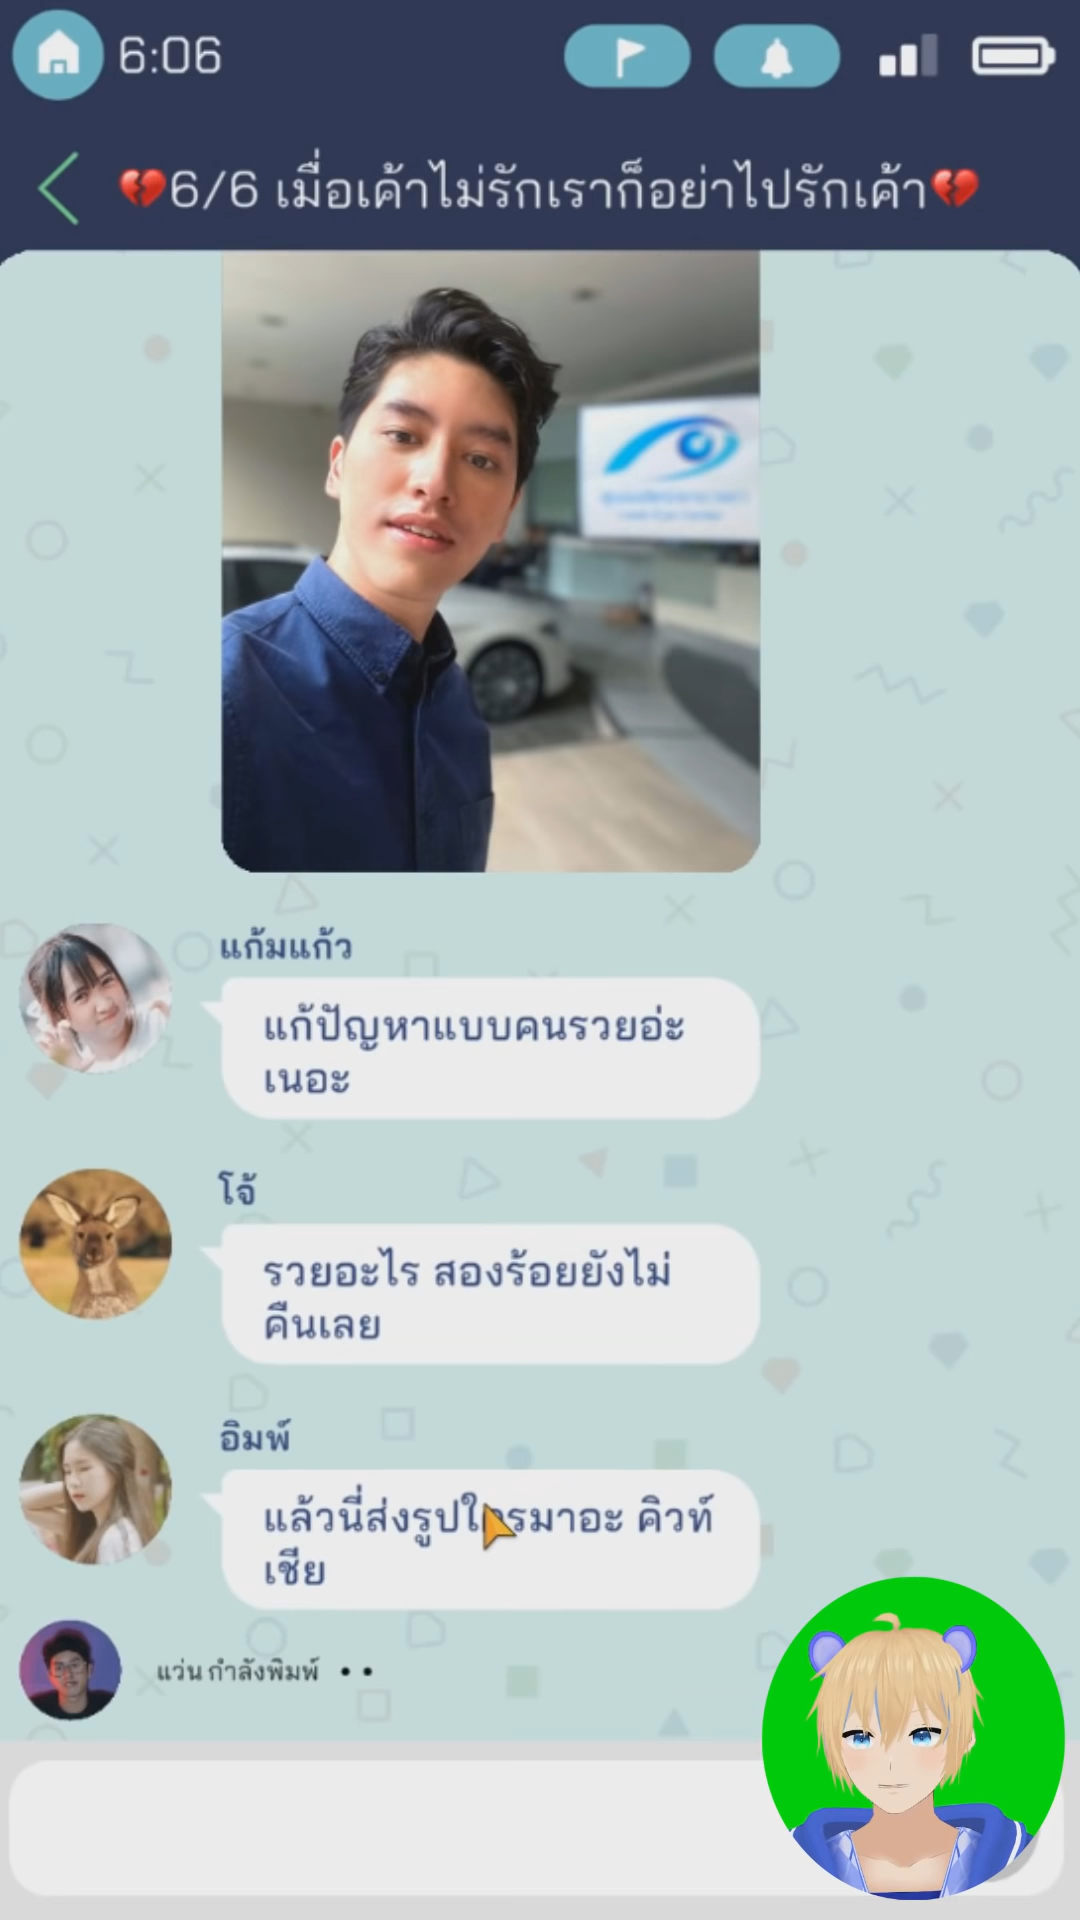 6:06
💔6/6 เมื่อเค้าไม่รักเราก็อย่าไปรักเค้า💔
แก้มแก้ว
แก้ปัญหาแบบคนรวยอ่ะ
เนอะ
โจ้
รวยอะไร สองร้อยยังไม่
คืนเลย
อิมพ์
แล้วนี่ส่งรูปใครมาอะ คิวท์
เชีย
แว่น กำลังพิมพ์